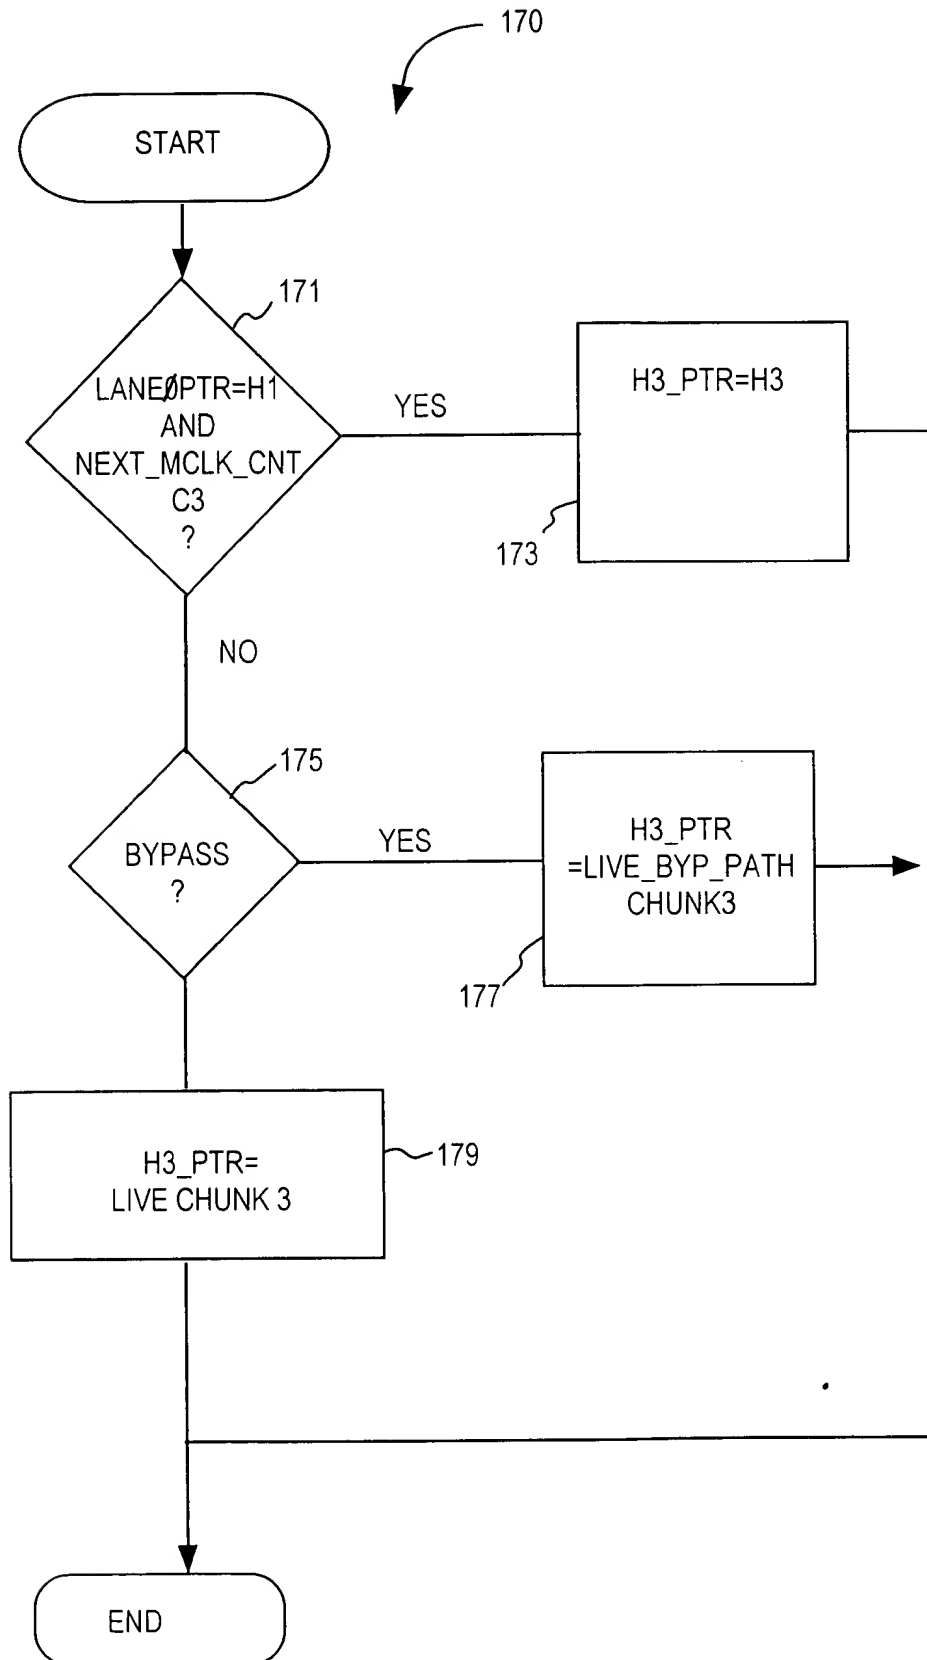 170
START
171
LANE0PTR=H1
AND
NEXT_MCLK_CNT
C3
?
YES
H3_PTR=H3
173
NO
175
BYPASS
?
YES
H3_PTR
=LIVE_BYP_PATH
CHUNK3
177
H3_PTR=
LIVE CHUNK 3
179
END